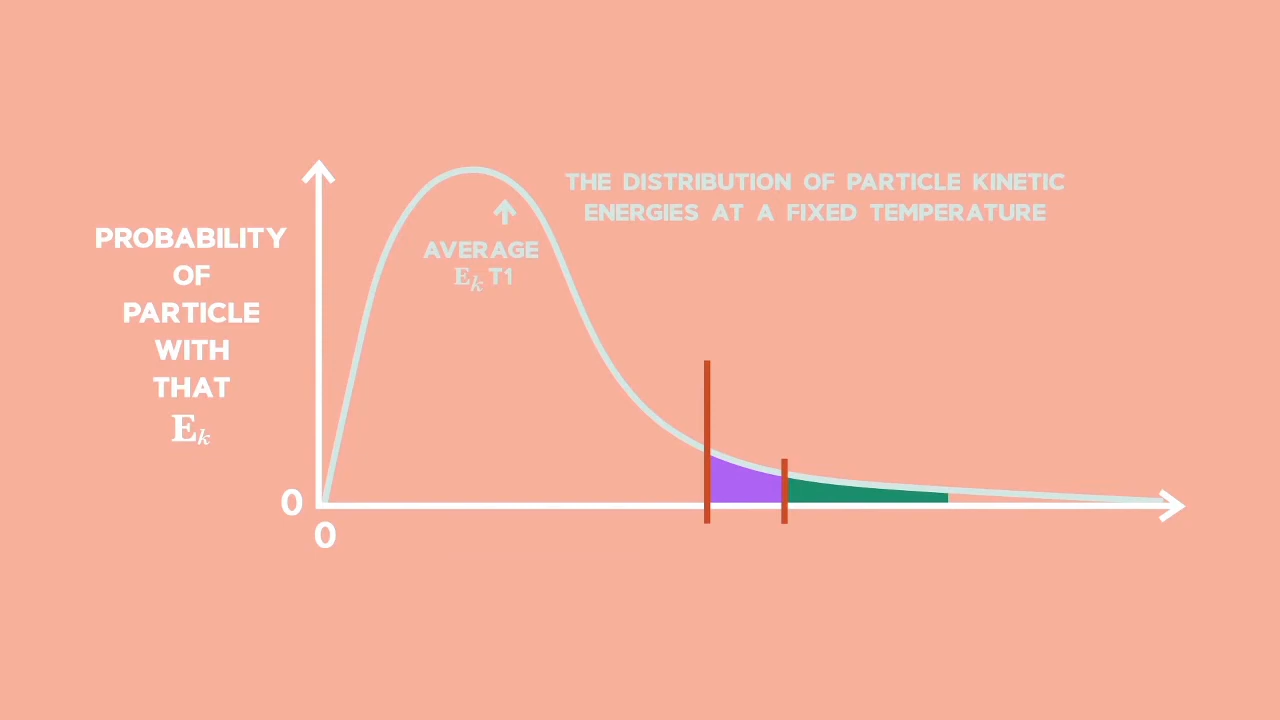 THE DISTRIBUTION OF PARTICLE KINETIC
ENERGIES AT A FIXED TEMPERATURE
PROBABILITY
OF
PARTICLE
WITH
THAT
Eₖ
AVERAGE
Eₖ T1
0
0